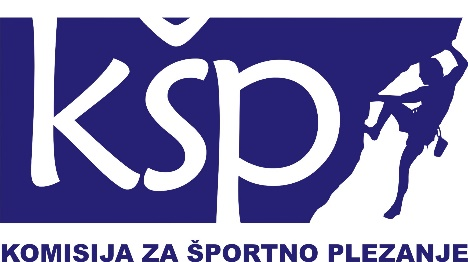 kšp
KOMISIJA ZA ŠPORTNO PLEZANJE